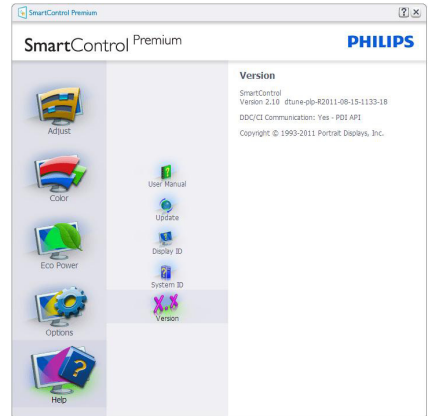 SmartControl Premium
SmartControl Premium
PHILIPS
Adjust
Color
Eco Power
Options
Help
User Manual
Update
Display ID
System ID
X.X
Version
Version
SmartControl
Version 2.10 dtune-plp-R2011-08-15-1133-18
DDC/CI Communication: Yes - PDI API
Copyright © 1993-2011 Portrait Displays, Inc.